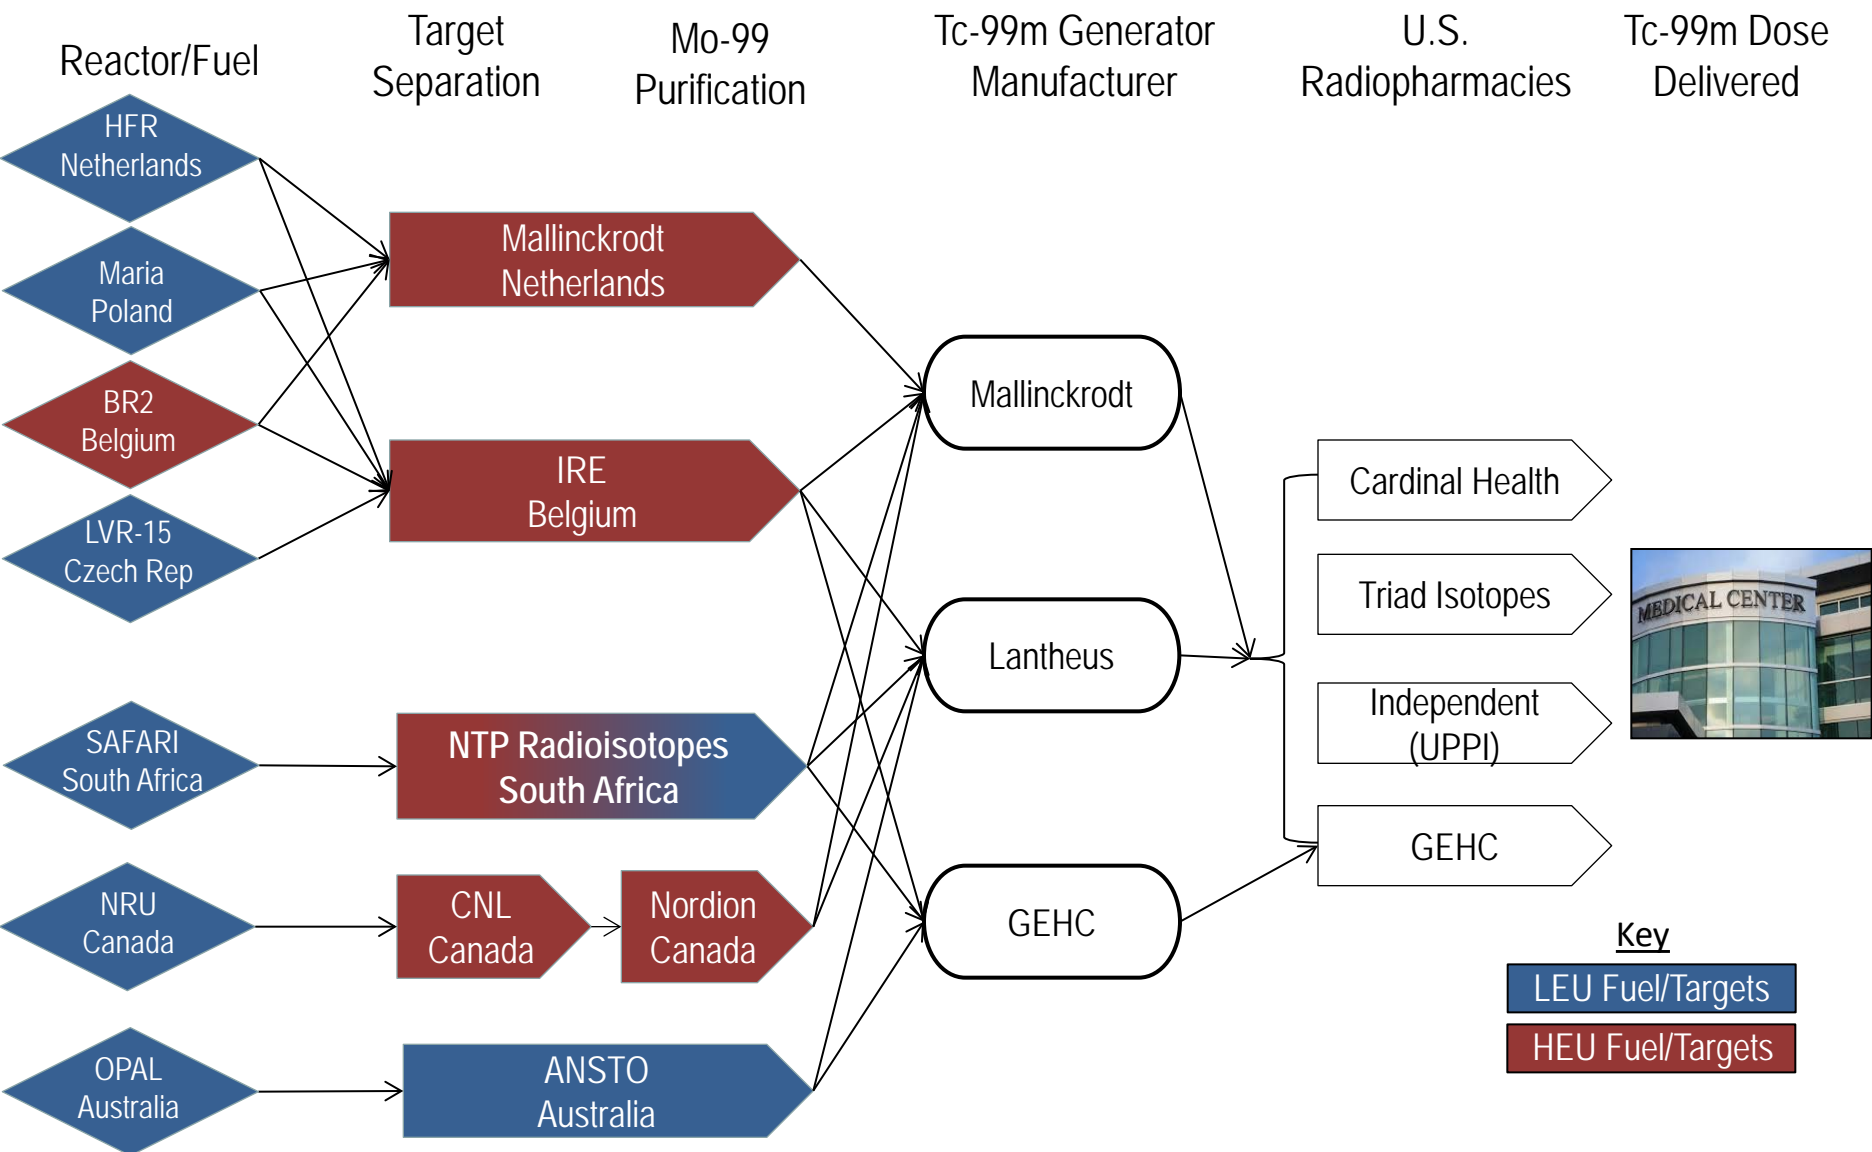 Reactor/Fuel
Target
Separation
Mo-99
Purification
Tc-99m Generator
Manufacturer
U.S.
Radiopharmacies
Tc-99m Dose
Delivered
HFR
Netherlands
Maria
Poland
BR2
Belgium
LVR-15
Czech Rep
SAFARI
South Africa
NRU
Canada
OPAL
Australia
Mallinckrodt
Netherlands
IRE
Belgium
NTP Radioisotopes
South Africa
CNL
Canada
Nordion
Canada
ANSTO
Australia
Mallinckrodt
Lantheus
GEHC
Cardinal Health
Triad Isotopes
Independent
(UPPI)
GEHC
MEDICAL CENTER
Key
LEU Fuel/Targets
HEU Fuel/Targets